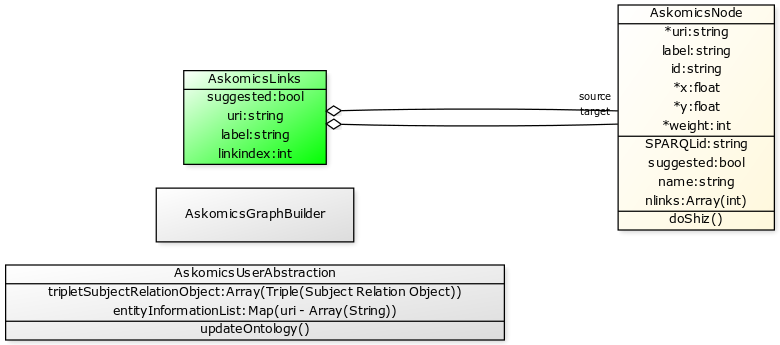 AskomicsNode
*uri:string
label:string
id:string
*x:float
*y:float
*weight:int
SPARQLid:string
suggested:bool
name:string
nlinks:Array(int)
doShiz()
source
target
AskomicsLinks
suggested:bool
uri:string
label:string
linkindex:int
AskomicsGraphBuilder
AskomicsUserAbstraction
tripletSubjectRelationObject:Array(Triple(Subject Relation Object))
entityInformationList:Map(uri - Array(String))
updateOntology()